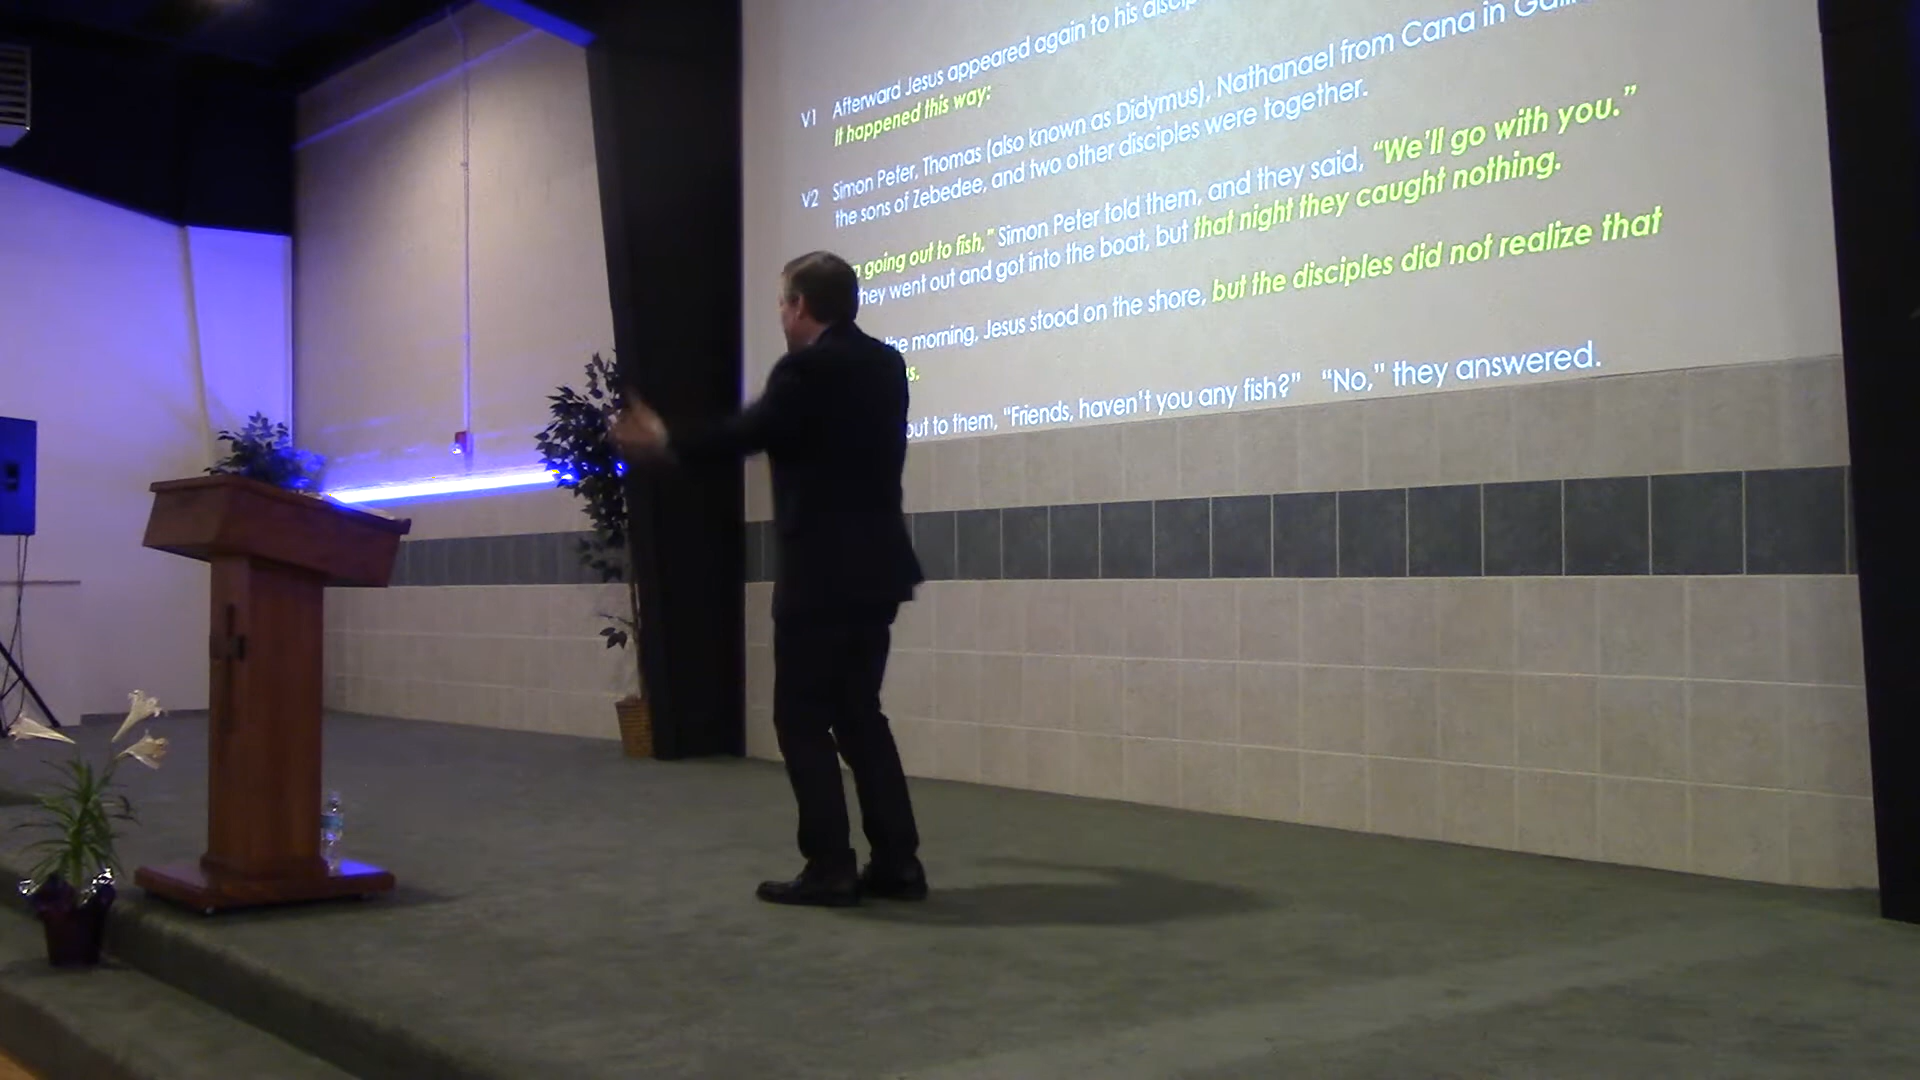 V1 Afterward Jesus appeared again to his
It happened this way:
V2 Simon Peter, Thomas (also known as Didymus), Nathanael from Cana in
the sons of Zebedee, and two other disciples were together.
going out to fish," Simon Peter told them, and they said, "We'll go with you."
they went out and got into the boat, but that night they caught nothing.
the morning, Jesus stood on the shore, but the disciples did not realize that
out to them, "Friends, haven't you any fish?" "No," they answered.